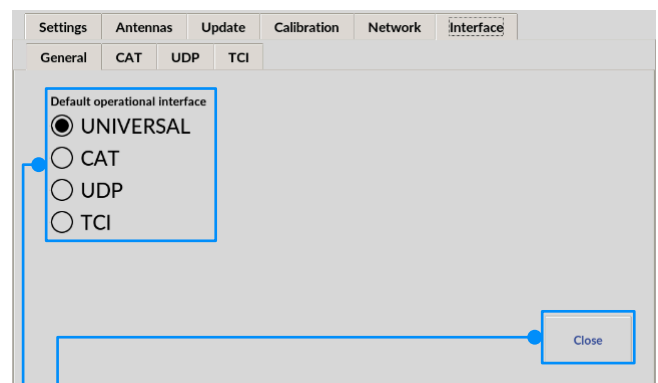 Settings Antennas Update Calibration Network Interface
General CAT UDP TCI
Default operational interface
UNIVERSAL
CAT
UDP
TCI
Close